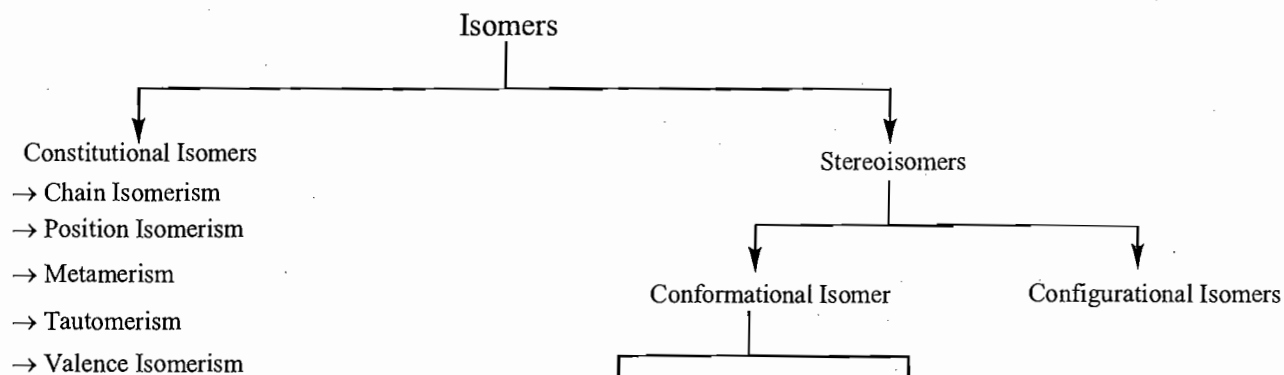 Isomers
Constitutional Isomers
→ Chain Isomerism
→ Position Isomerism
→ Metamerism
→ Tautomerism
→ Valence Isomerism
Stereoisomers
Conformational Isomer
Configurational Isomers